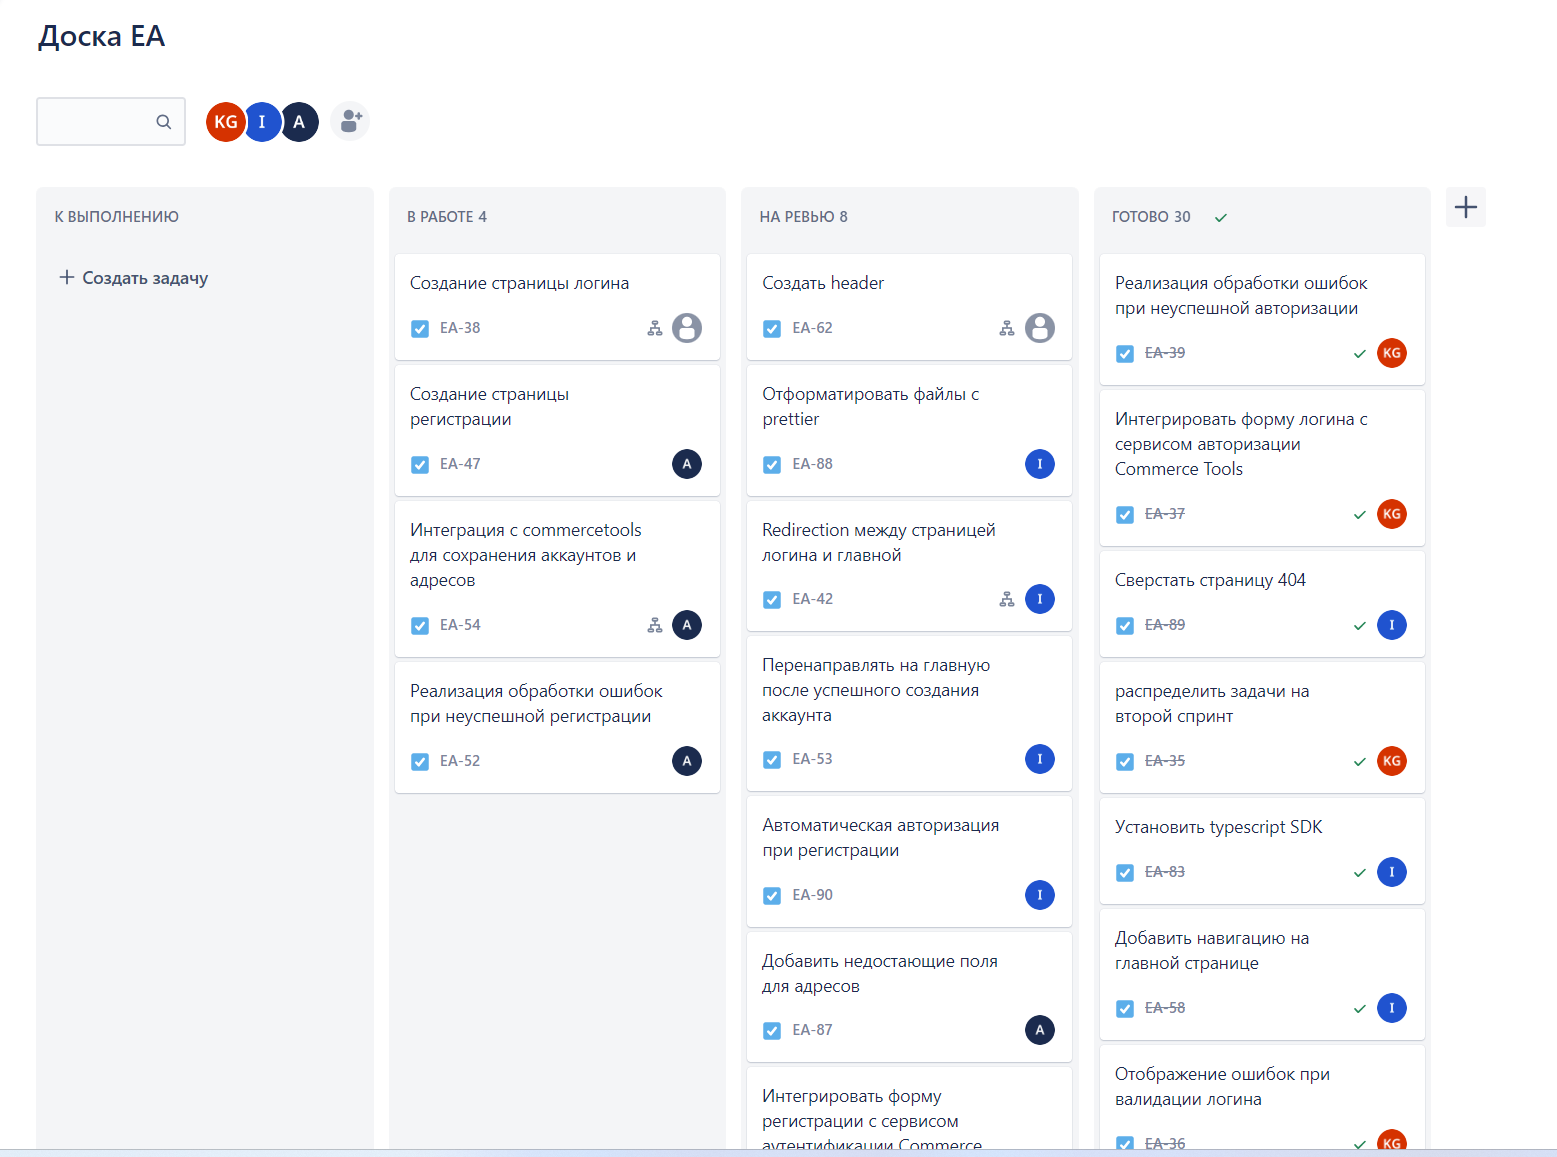 Доска EA
KG
I
A
К ВЫПОЛНЕНИЮ
Создать задачу
В РАБОТЕ 4
Создание страницы логина
EA-38
Создание страницы
регистрации
EA-47
A
Интеграция с commercetools
для сохранения аккаунтов и
адресов
EA-54
A
Реализация обработки ошибок
при неуспешной регистрации
EA-52
A
НА РЕВЬЮ 8
Создать header
EA-62
Отформатировать файлы с
prettier
EA-88
I
Redirection между страницей
логина и главной
EA-42
I
Перенаправлять на главную
после успешного создания
аккаунта
EA-53
I
Автоматическая авторизация
при регистрации
EA-90
I
Добавить недостающие поля
для адресов
EA-87
A
Интегрировать форму
регистрации с сервисом
аутентификации Commerce
ГОТОВО 30
Реализация обработки ошибок
при неуспешной авторизации
EA-39
KG
Интегрировать форму логина с
сервисом авторизации
Commerce Tools
EA-37
KG
Сверстать страницу 404
EA-89
I
распределить задачи на
второй спринт
EA-35
KG
Установить typescript SDK
EA-83
I
Добавить навигацию на
главной странице
EA-58
I
Отображение ошибок при
валидации логина
EA-36
KG